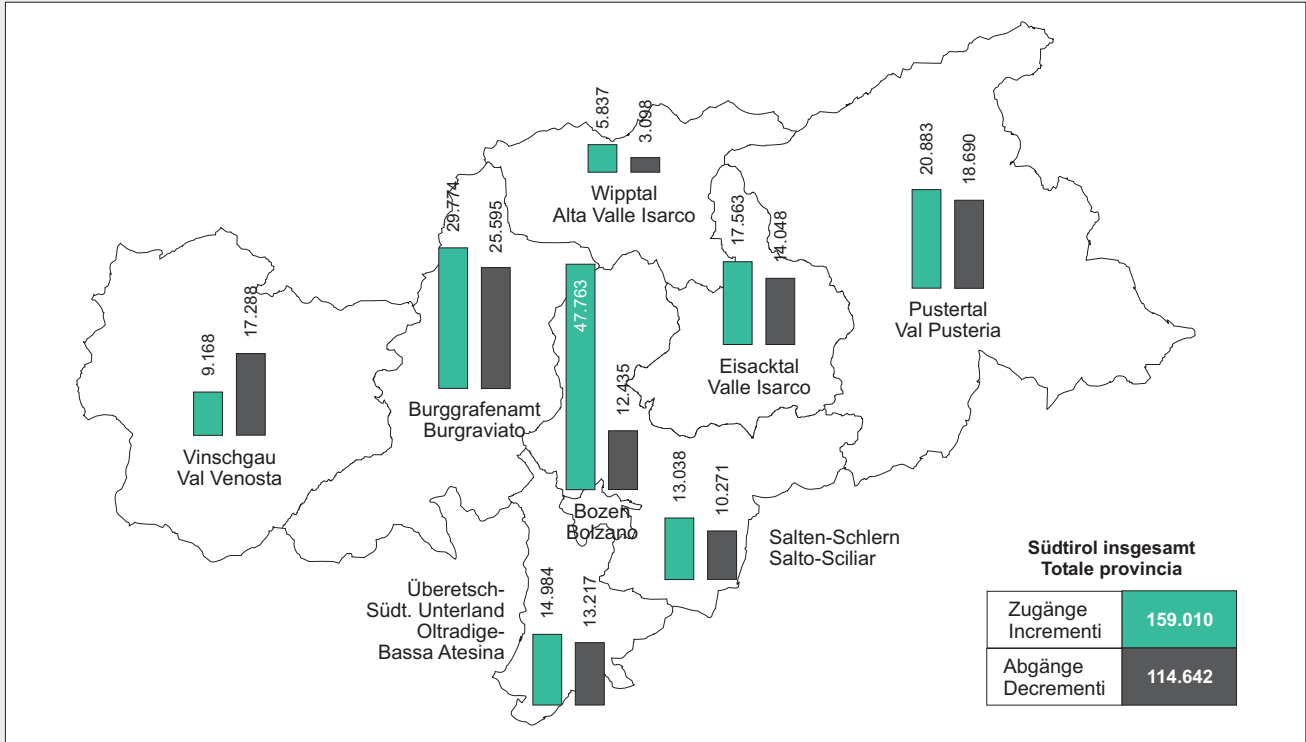 5.837
3.098
Wipptal
Alta Valle Isarco
20.883
18.690
Pustertal
Val Pusteria
29.774
25.595
Burggrafenamt
Burgraviato
17.563
14.048
Eisacktal
Valle Isarco
9.168
17.288
Vinschgau
Val Venosta
47.763
12.435
Bozen
Bolzano
13.038
10.271
Salten-Schlern
Salto-Sciliar
Überetsch-
Südt. Unterland
Oltradige-
Bassa Atesina
14.984
13.217
Südtirol insgesamt
Totale provincia
Zugänge
Incrementi
159.010
Abgänge
Decrementi
114.642